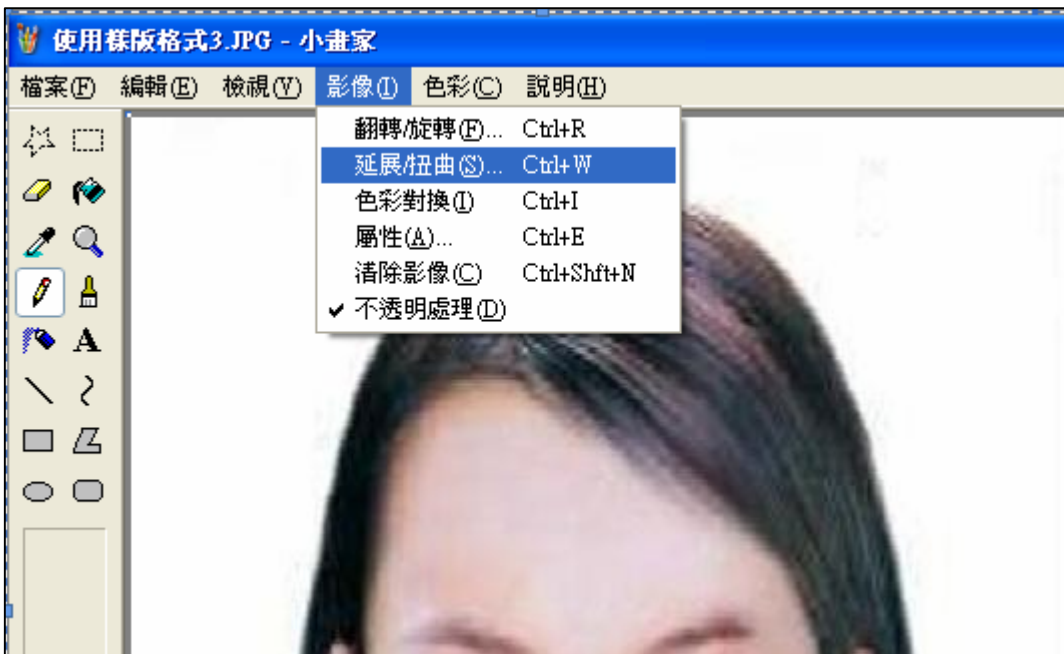 使用樣版格式3.JPG - 小畫家
檔案(F) 編輯(E) 檢視(V) 影像(I) 色彩(C) 說明(H)
翻轉/旋轉(F)... Ctrl+R
延展/扭曲(S)... Ctrl+W
色彩對換(I) Ctrl+I
屬性(A)... Ctrl+E
清除影像(C) Ctrl+Shft+N
不透明處理(D)
A